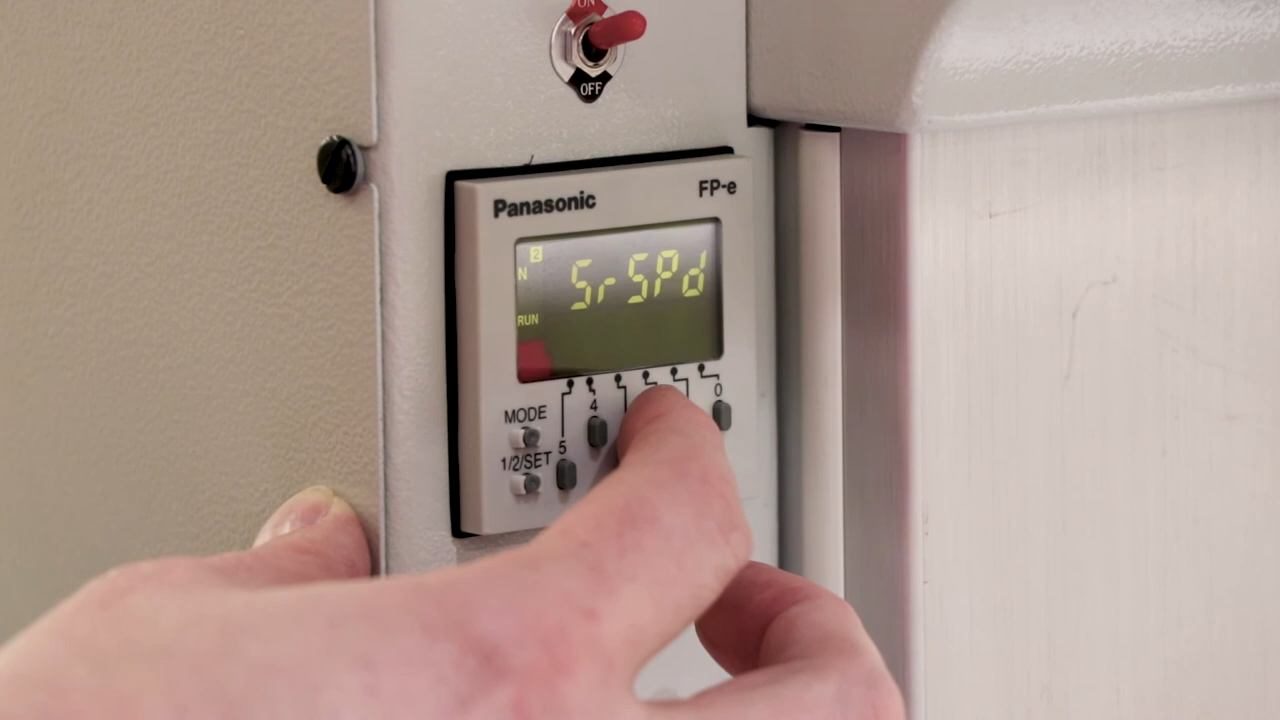 ON
OFF
Panasonic FP-e
2
N SrSPd
RUN
MODE 4 0
1/2/SET 5